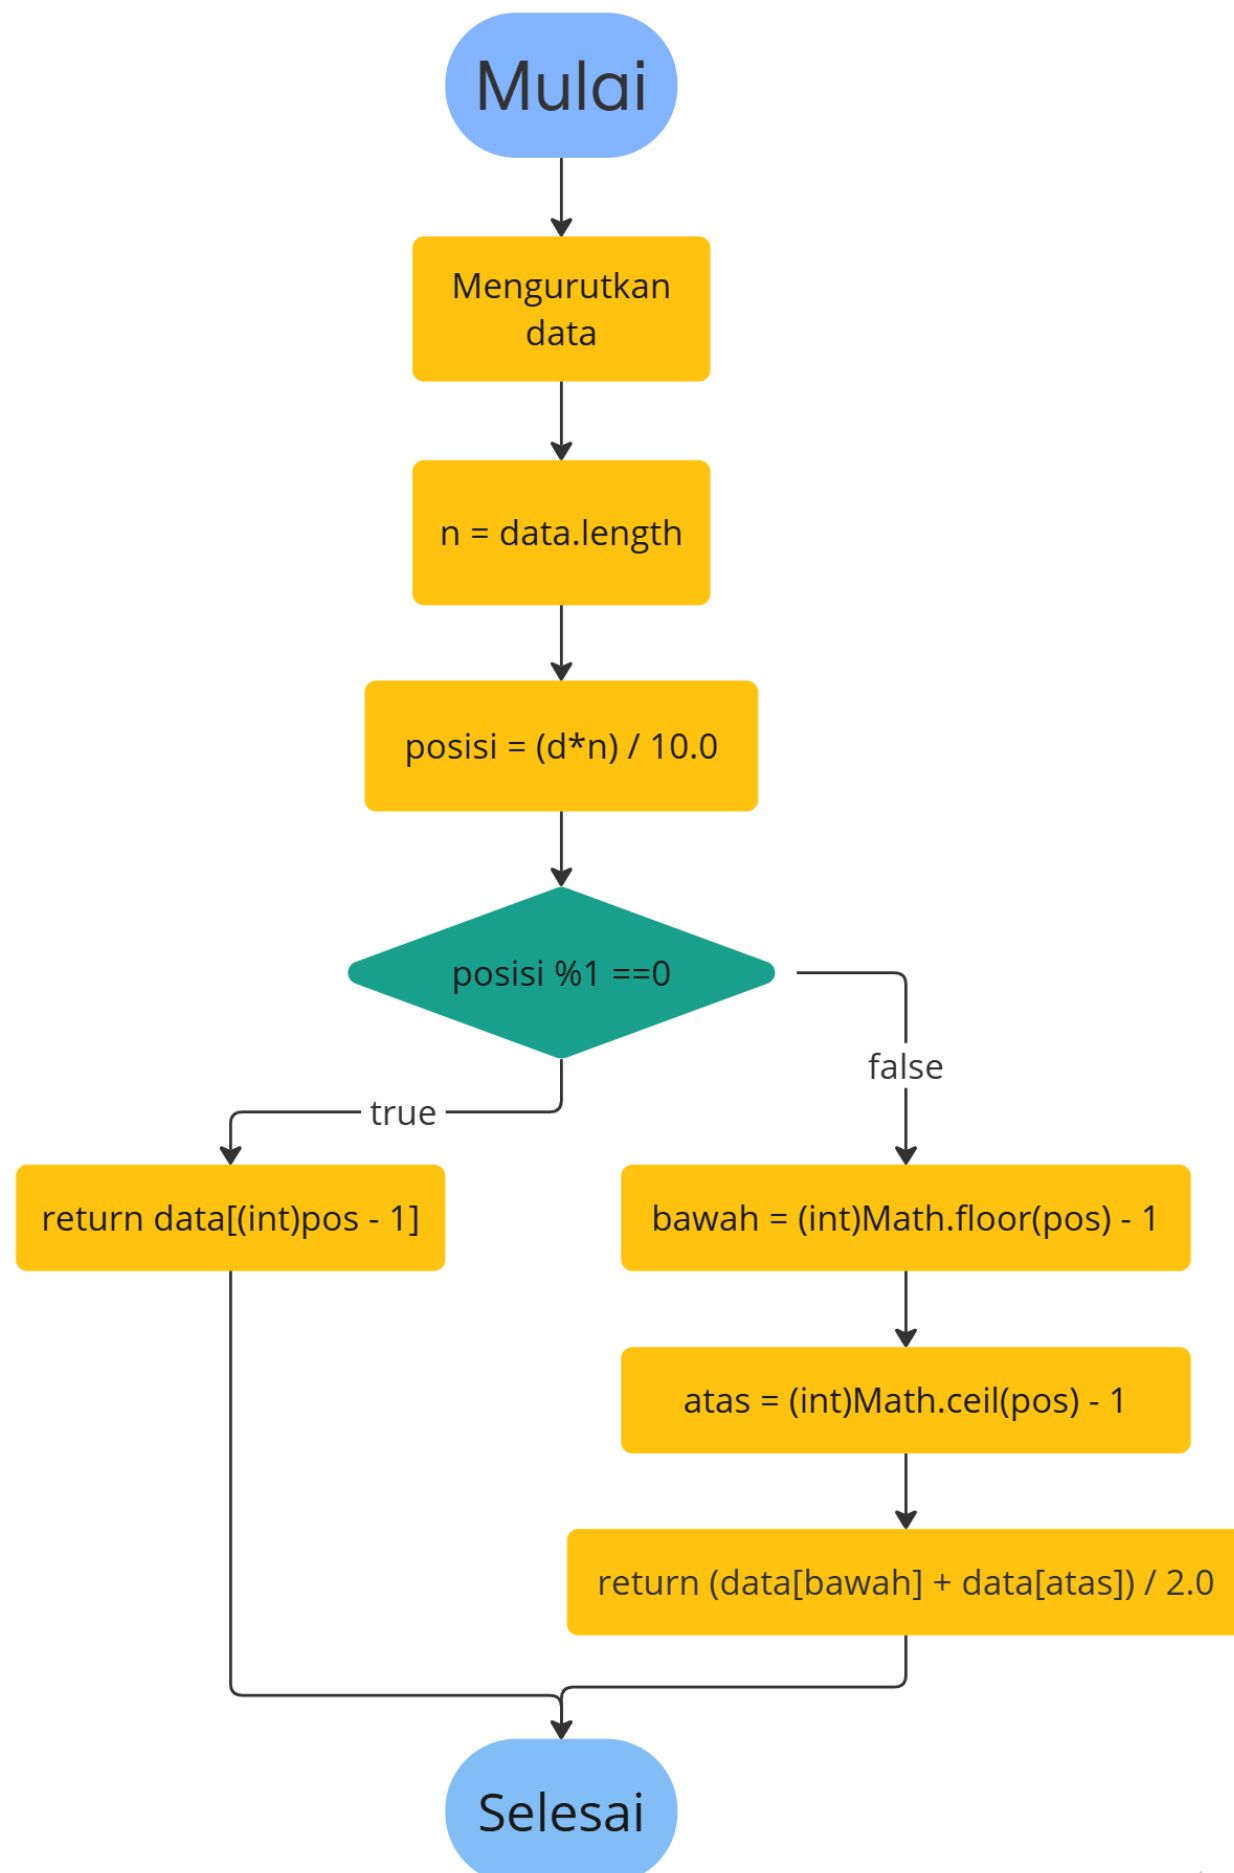 Mulai
Mengurutkan
data
n = data.length
posisi = (d*n) / 10.0
posisi %1 ==0
false
true
return data[(int)pos - 1]
bawah = (int)Math.floor(pos) - 1
atas = (int)Math.ceil(pos) - 1
return (data[bawah] + data[atas]) / 2.0
Selesai